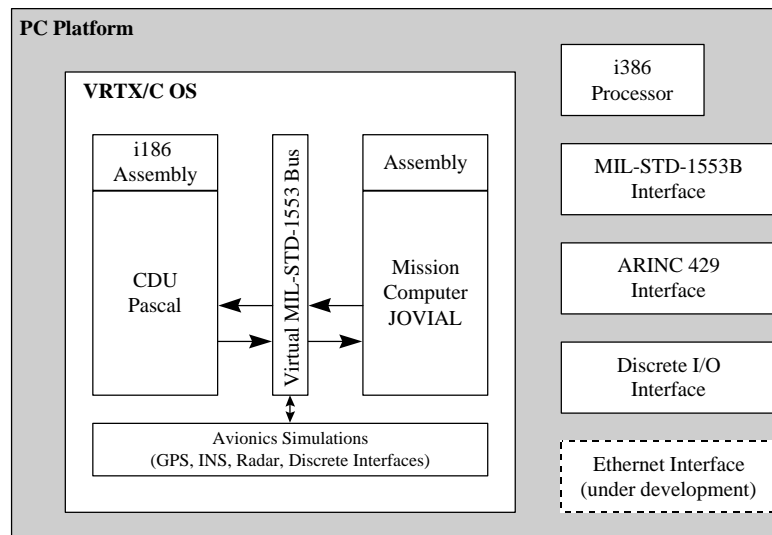 PC Platform
VRTX/C OS
i186
Assembly
CDU
Pascal
Virtual MIL-STD-1553 Bus
Assembly
Mission
Computer
JOVIAL
Avionics Simulations
(GPS, INS, Radar, Discrete Interfaces)
i386
Processor
MIL-STD-1553B
Interface
ARINC 429
Interface
Discrete I/O
Interface
Ethernet Interface
(under development)